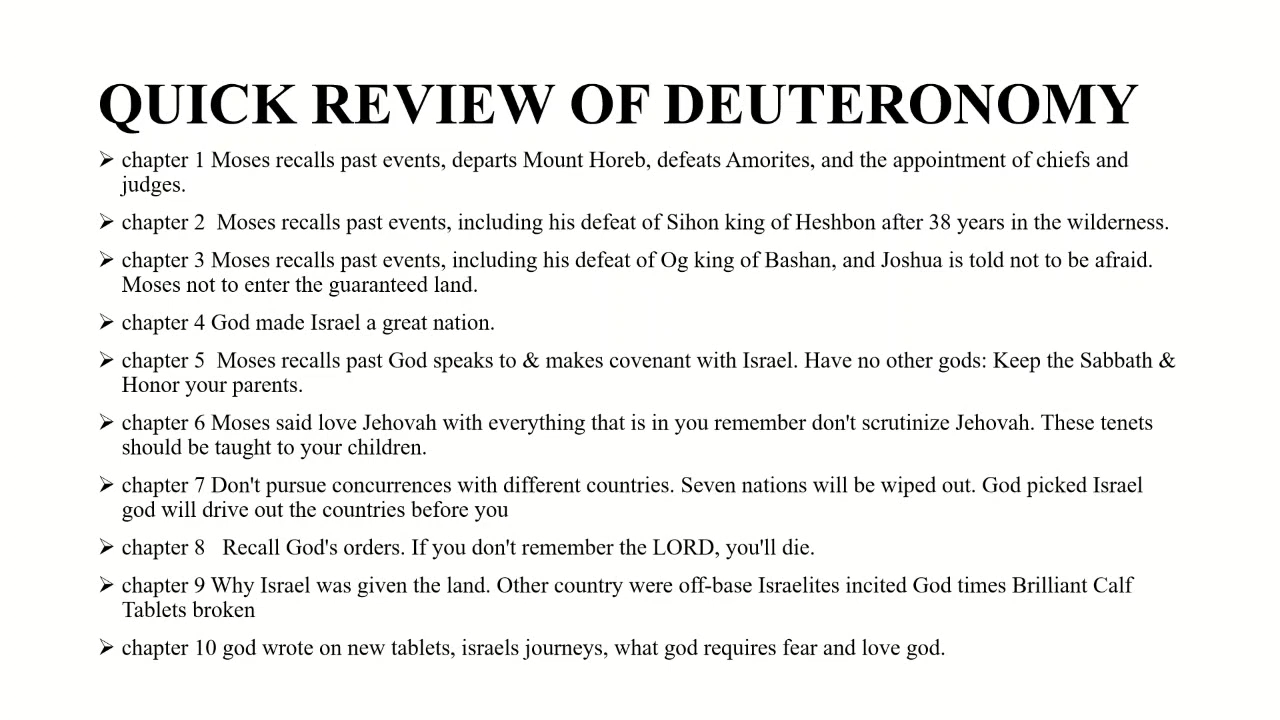 QUICK REVIEW OF DEUTERONOMY
➢ chapter 1 Moses recalls past events, departs Mount Horeb, defeats Amorites, and the appointment of chiefs and
judges.
➢ chapter 2  Moses recalls past events, including his defeat of Sihon king of Heshbon after 38 years in the wilderness.
➢ chapter 3 Moses recalls past events, including his defeat of Og king of Bashan, and Joshua is told not to be afraid.
Moses not to enter the guaranteed land.
➢ chapter 4 God made Israel a great nation.
➢ chapter 5  Moses recalls past God speaks to & makes covenant with Israel. Have no other gods: Keep the Sabbath &
Honor your parents.
➢ chapter 6 Moses said love Jehovah with everything that is in you remember don't scrutinize Jehovah. These tenets
should be taught to your children.
➢ chapter 7 Don't pursue concurrences with different countries. Seven nations will be wiped out. God picked Israel
god will drive out the countries before you
➢ chapter 8   Recall God's orders. If you don't remember the LORD, you'll die.
➢ chapter 9 Why Israel was given the land. Other country were off-base Israelites incited God times Brilliant Calf
Tablets broken
➢ chapter 10 god wrote on new tablets, israels journeys, what god requires fear and love god.